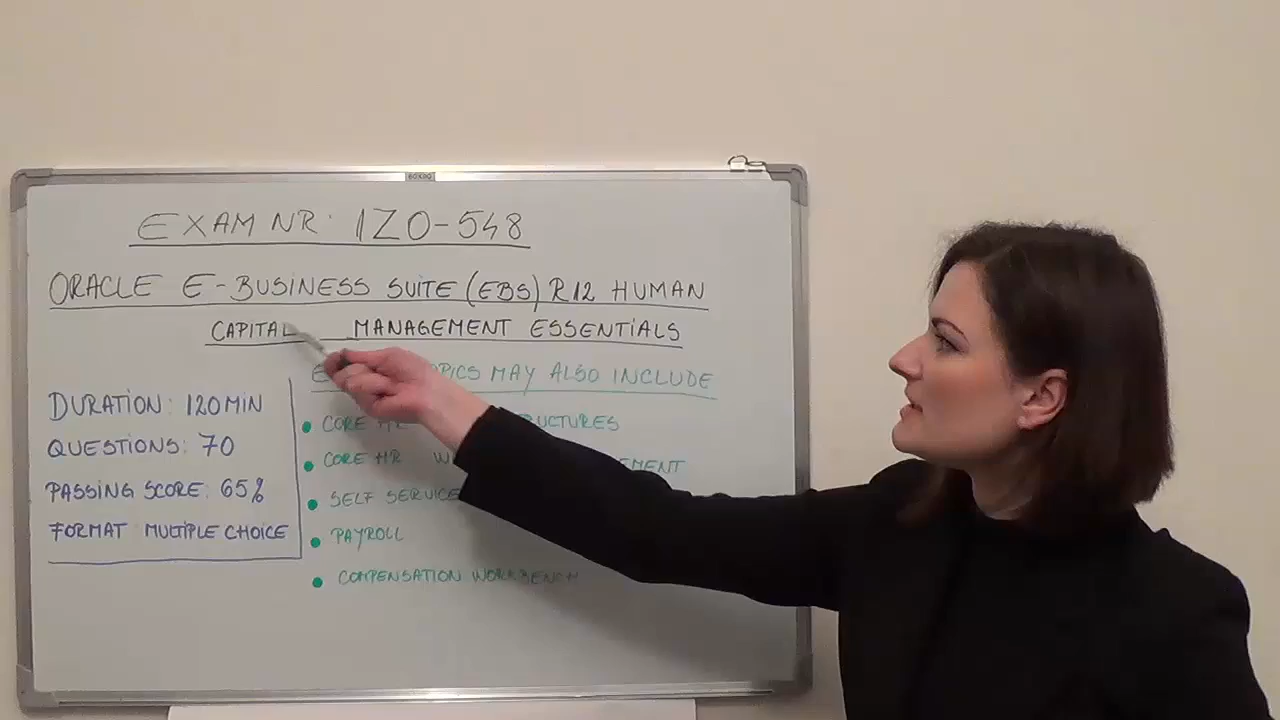 BOXOO
EXAM NR: 1Z0-548
ORACLE E-BUSINESS SUITE (EBS) R12 HUMAN
CAPITAL MANAGEMENT ESSENTIALS
TOPICS MAY ALSO INCLUDE
DURATION: 120MIN
QUESTIONS: 70
PASSING SCORE: 65%
FORMAT MULTIPLE CHOICE
CORE HR
CORE HR
SELF SERVICE
PAYROLL
COMPENSATION WORKBENCH